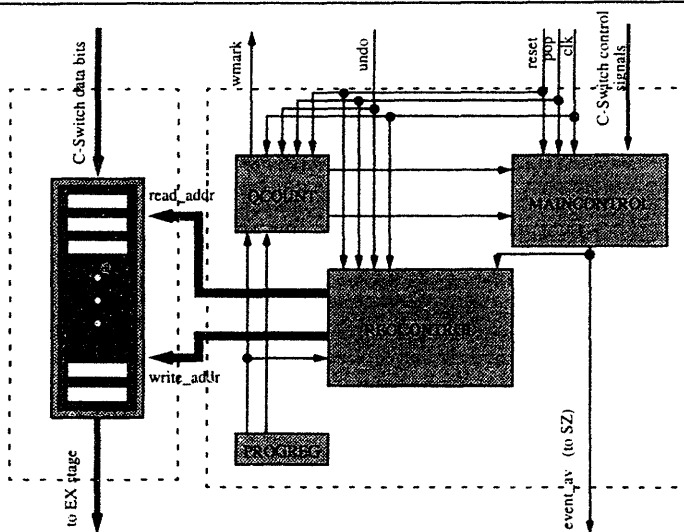 C-Switch data bits
wmark
undo
reset
pop
clk
C-Switch control
signals
read_addr
QCOUNT
MAINCONTROL
write_addr
PROGREG
to EX stage
event_av (to SZ)